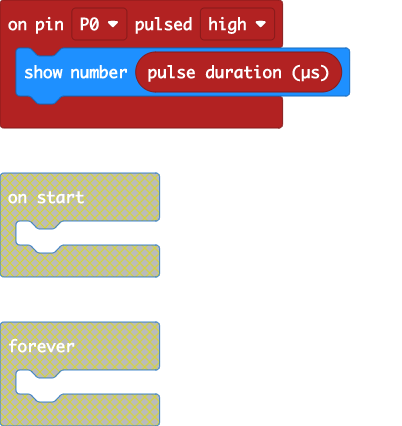 on pin P0 pulsed high
show number pulse duration (µs)
on start
forever